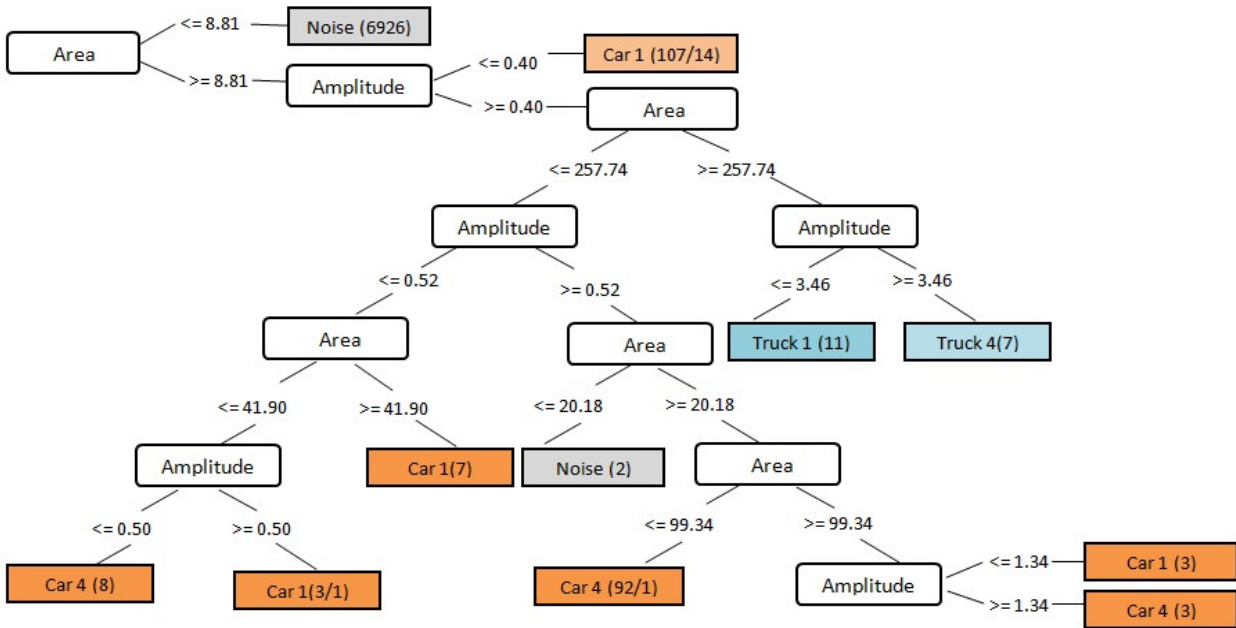 <= 8.81
Noise (6926)
Area
Car 1 (107/14)
<= 0.40
>= 8.81
Amplitude
>= 0.40
Area
<= 257.74
>= 257.74
Amplitude
Amplitude
<= 0.52
>= 0.52
<= 3.46
>= 3.46
Area
Area
Truck 1 (11)
Truck 4(7)
<= 41.90
>= 41.90
<= 20.18
>= 20.18
Amplitude
Car 1(7)
Noise (2)
Area
<= 0.50
>= 0.50
<= 99.34
>= 99.34
<= 1.34
Car 1 (3)
Car 4 (8)
Car 1(3/1)
Car 4 (92/1)
Amplitude
>= 1.34
Car 4 (3)